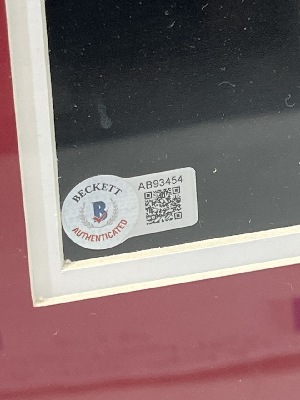 BECKETT
B
AUTHENTICATED
AB93454